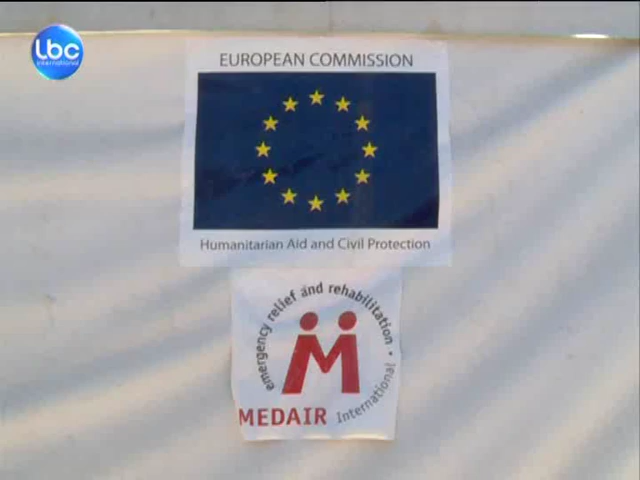 lbc
international
EUROPEAN COMMISSION
Humanitarian Aid and Civil Protection
emergency relief and rehabilitation •
M
MEDAIR International